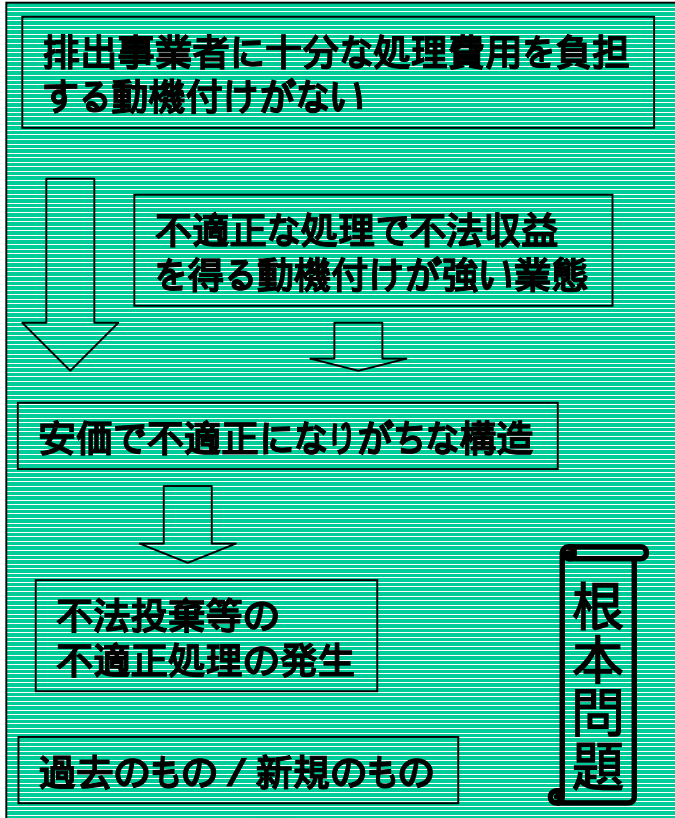 排出事業者に十分な処理費用を負担
する動機付けがない
不適正な処理で不法収益
を得る動機付けが強い業態
安価で不適正になりがちな構造
不法投棄等の
不適正処理の発生
過去のもの / 新規のもの
根本問題